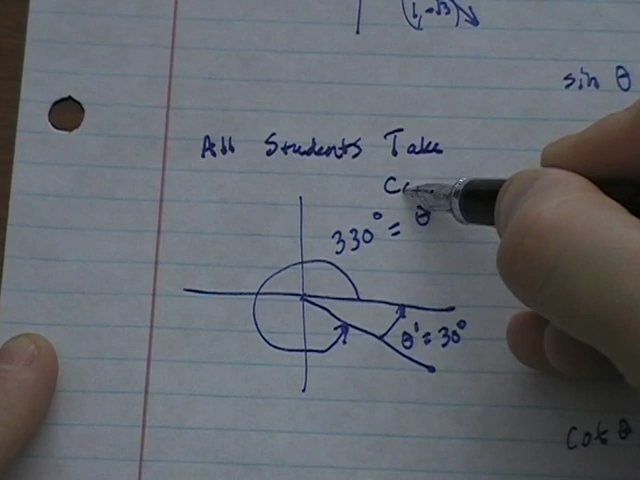 (1, -√3)
sin θ
All Students Take
C
330° = θ
θ' = 30°
cot θ